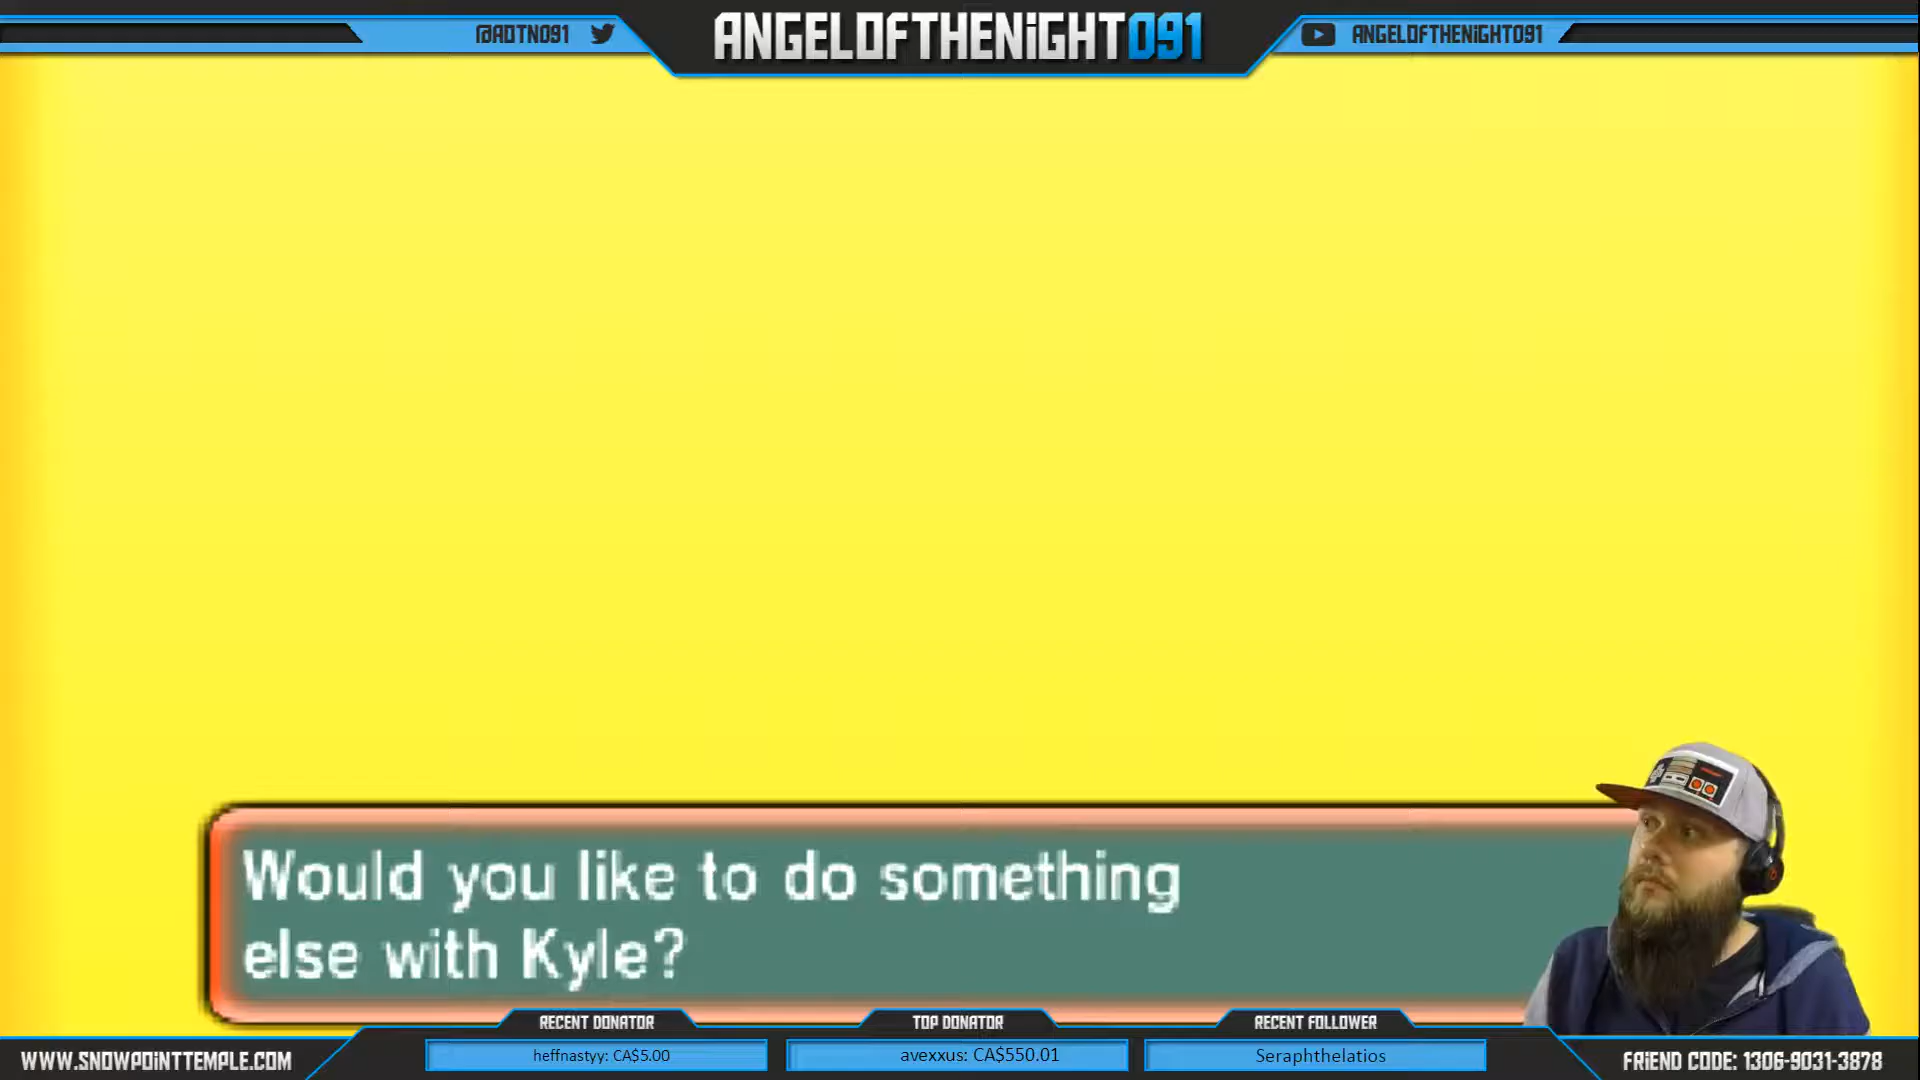 @AOTN091
ANGELOFTHENiGHT091
ANGELOFTHENiGHT091
Would you like to do something
else with Kyle?
RECENT DONATOR
TOP DONATOR
RECENT FOLLOWER
WWW.SNOWPOiNTTEMPLE.COM
heffnastyy: CA$5.00
avexxus: CA$550.01
Seraphthelatios
FRiEND CODE: 1306-9031-3878